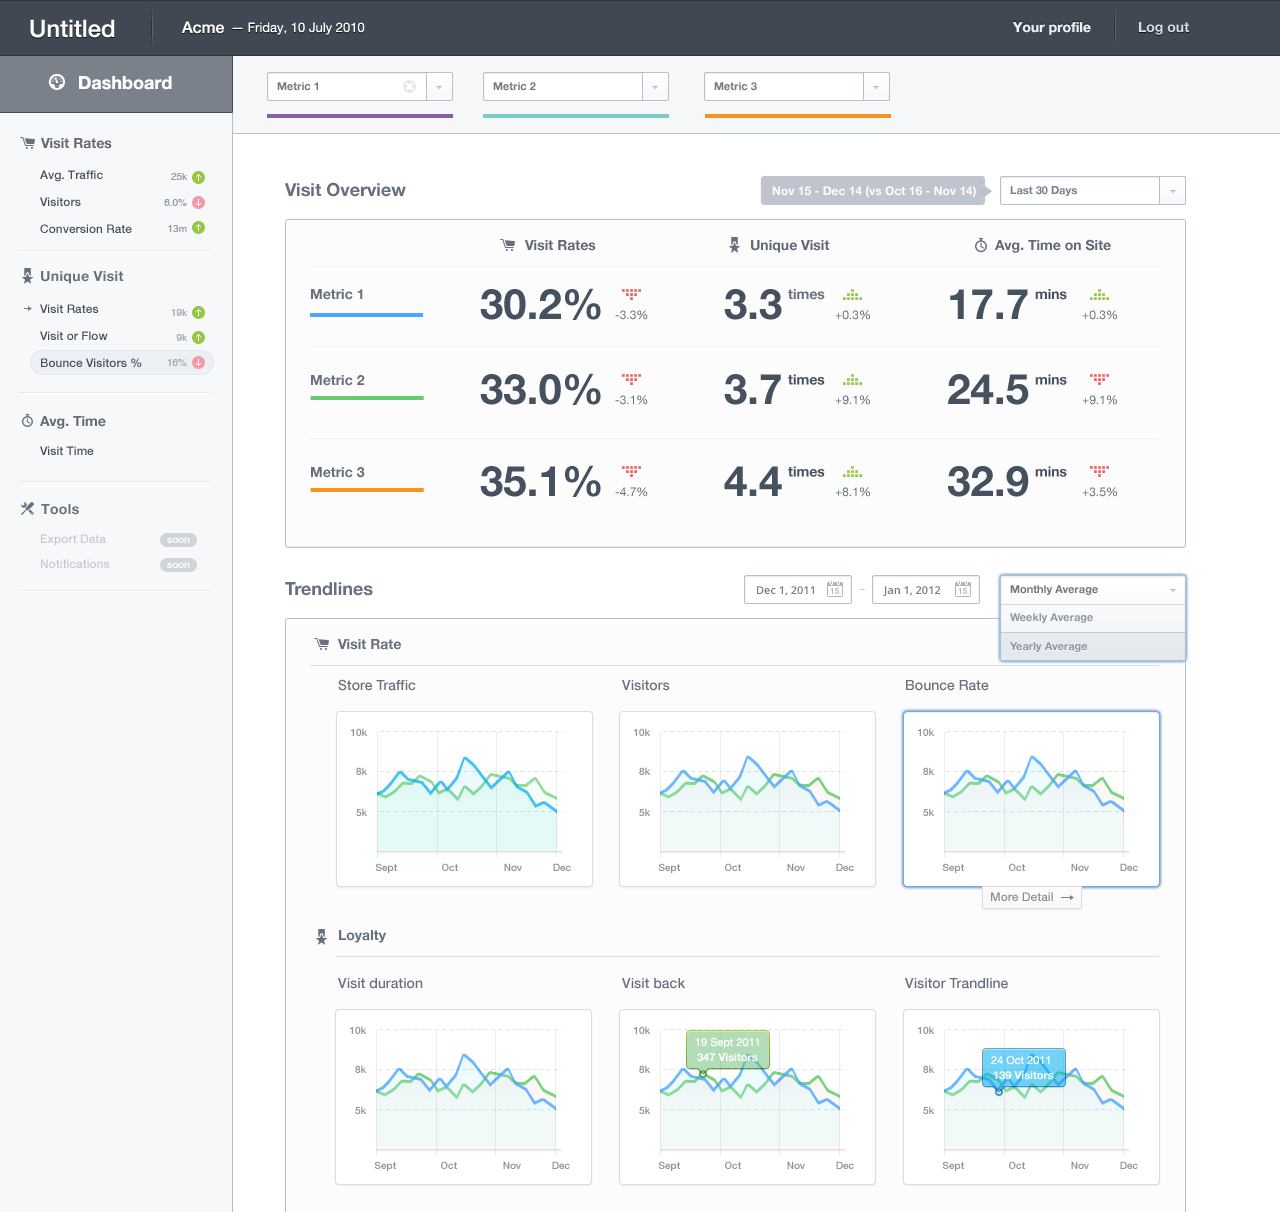 Untitled
Acme — Friday, 10 July 2010
Your profile
Log out
Dashboard
Metric 1
Metric 2
Metric 3
Visit Rates
Avg. Traffic 25k
Visitors 6.0%
Conversion Rate 13m
Unique Visit
Visit Rates 19k
Visit or Flow 9k
Bounce Visitors % 16%
Avg. Time
Visit Time
Tools
Export Data soon
Notifications soon
Visit Overview
Nov 15 - Dec 14 (vs Oct 16 - Nov 14)
Last 30 Days
Visit Rates Unique Visit Avg. Time on Site
Metric 1 30.2% -3.3% 3.3 times +0.3% 17.7 mins +0.3%
Metric 2 33.0% -3.1% 3.7 times +9.1% 24.5 mins +9.1%
Metric 3 35.1% -4.7% 4.4 times +8.1% 32.9 mins +3.5%
Trendlines
Dec 1, 2011 15 – Jan 1, 2012 15
Monthly Average
Weekly Average
Yearly Average
Visit Rate
Store Traffic
10k
8k
5k
Sept Oct Nov Dec
Visitors
10k
8k
5k
Sept Oct Nov Dec
Bounce Rate
10k
8k
5k
Sept Oct Nov Dec
More Detail →
Loyalty
Visit duration
10k
8k
5k
Sept Oct Nov Dec
Visit back
10k
19 Sept 2011
347 Visitors
8k
5k
Sept Oct Nov Dec
Visitor Trandline
10k
24 Oct 2011
139 Visitors
8k
5k
Sept Oct Nov Dec